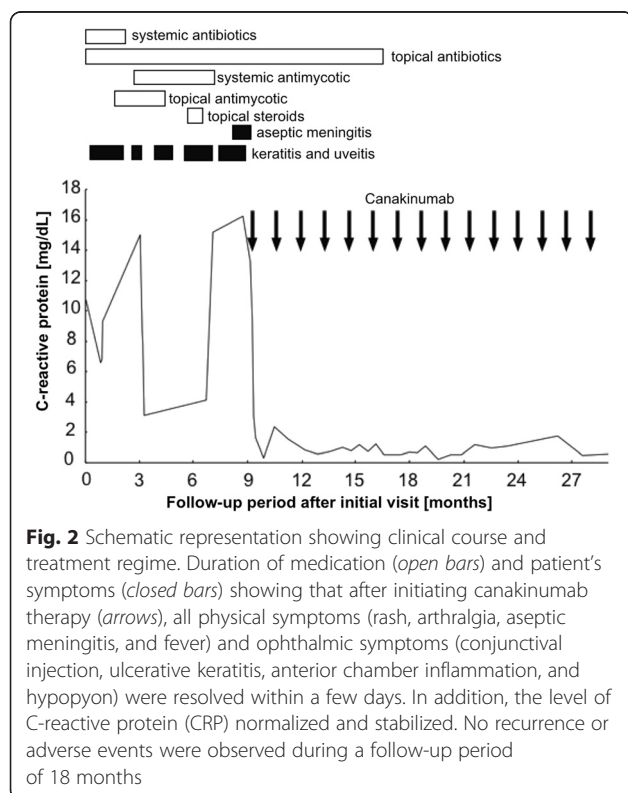 systemic antibiotics
topical antibiotics
systemic antimycotic
topical antimycotic
topical steroids
aseptic meningitis
keratitis and uveitis
Canakinumab
C-reactive protein [mg/dL]
18
16
14
12
10
8
6
4
2
0
0 3 6 9 12 15 18 21 24 27
Follow-up period after initial visit [months]
Fig. 2 Schematic representation showing clinical course and
treatment regime. Duration of medication (open bars) and patient's
symptoms (closed bars) showing that after initiating canakinumab
therapy (arrows), all physical symptoms (rash, arthralgia, aseptic
meningitis, and fever) and ophthalmic symptoms (conjunctival
injection, ulcerative keratitis, anterior chamber inflammation, and
hypopyon) were resolved within a few days. In addition, the level of
C-reactive protein (CRP) normalized and stabilized. No recurrence or
adverse events were observed during a follow-up period
of 18 months